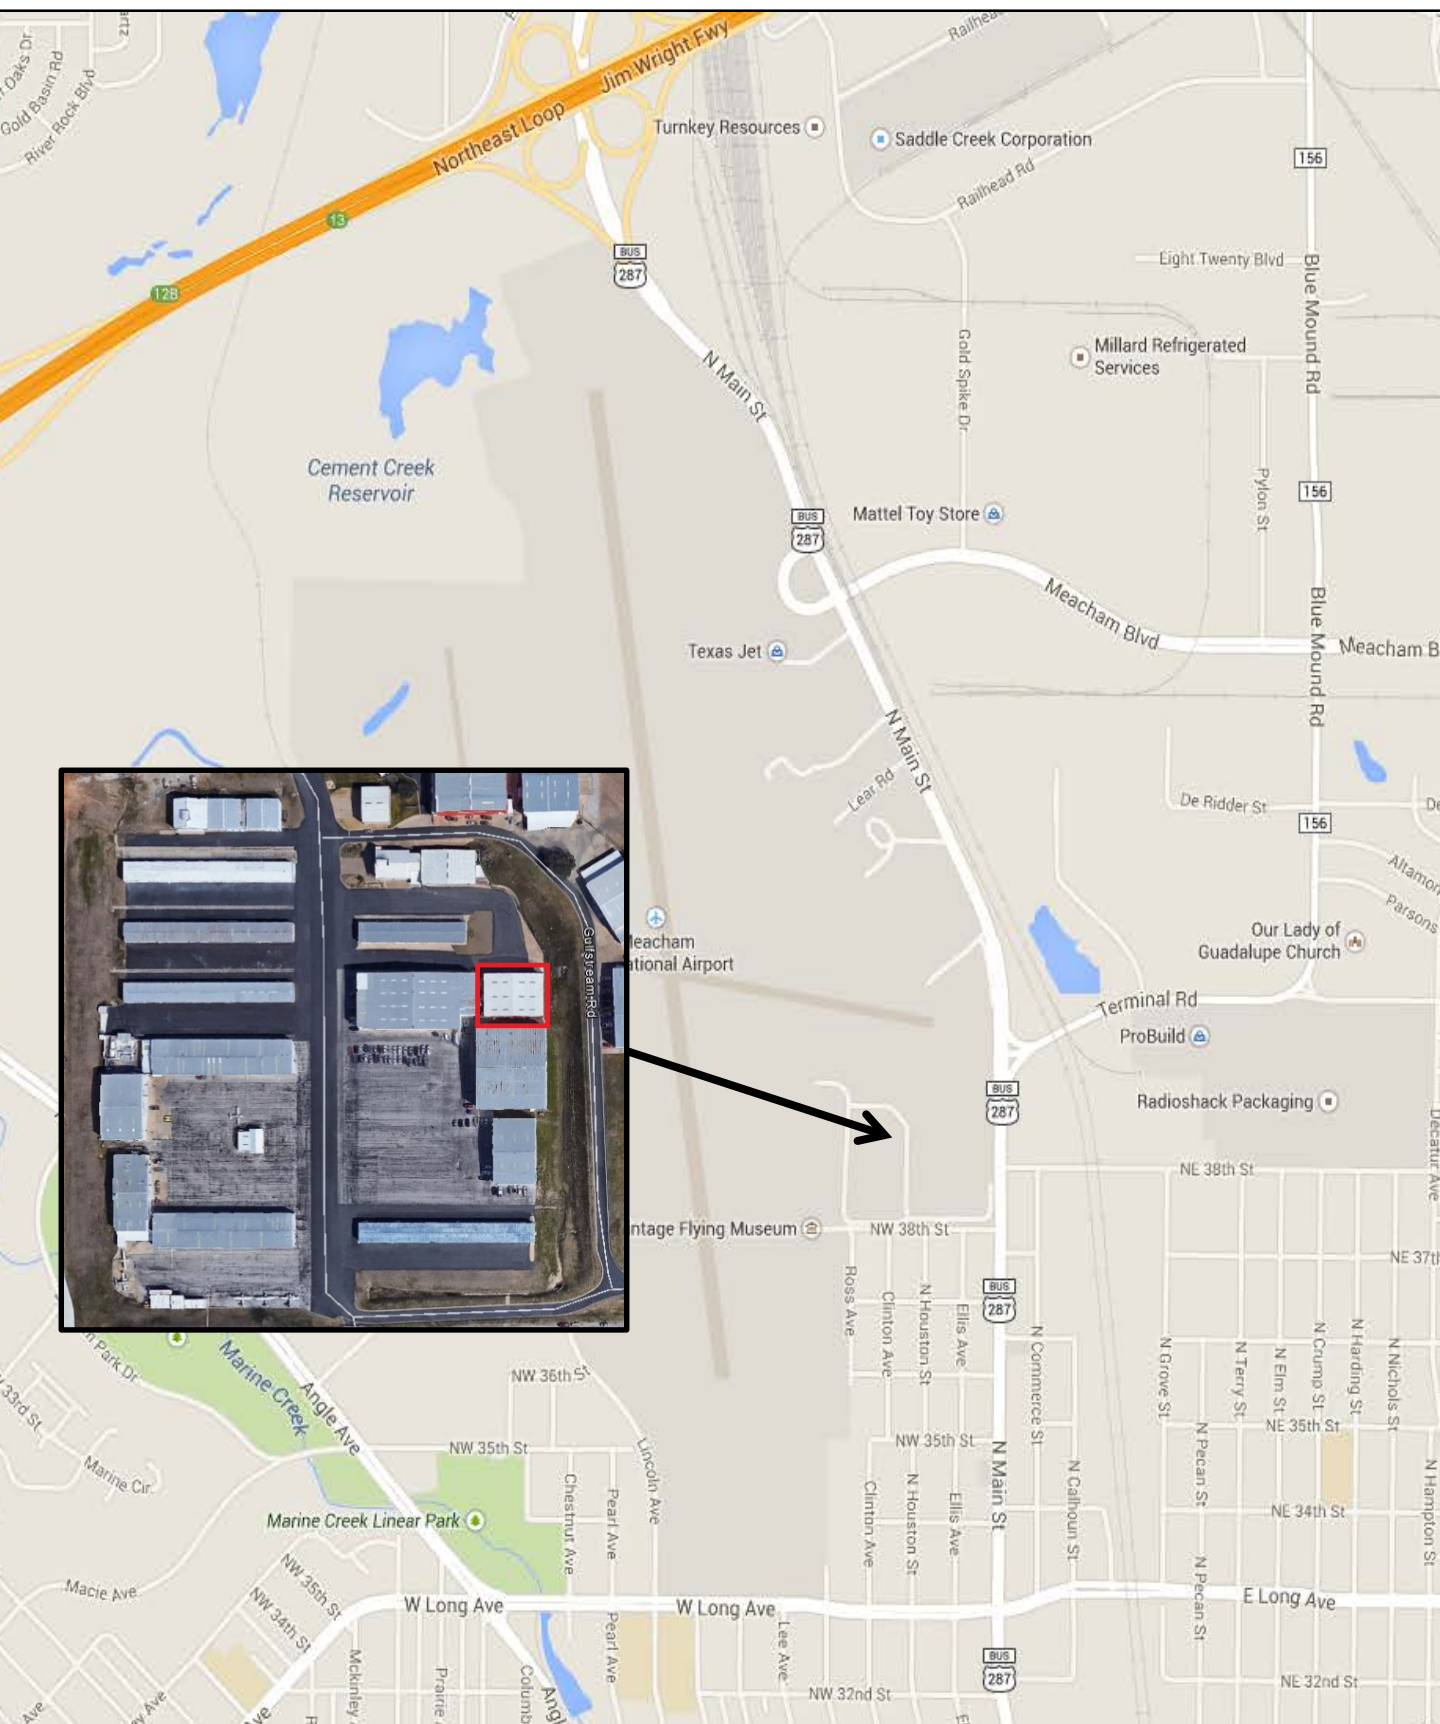 Oaks Dr
Gold Basin Rd
River Rock Blvd
Northeast Loop
Jim Wright Fwy
13
12B
Turnkey Resources
Saddle Creek Corporation
Railhead Rd
156
BUS
287
Eight Twenty Blvd
Blue Mound Rd
N Main St
Gold Spike Dr
Millard Refrigerated
Services
Cement Creek
Reservoir
Pylon St
156
BUS
287
Mattel Toy Store
Meacham Blvd
Blue Mound Rd
Texas Jet
Meacham B
N Main St
Lear Rd
De Ridder St
De
156
Altamon
Parsons
Gulfstream Rd
Meacham
ational Airport
Our Lady of
Guadalupe Church
Terminal Rd
ProBuild
BUS
287
Radioshack Packaging
Decatur Ave
NE 38th St
ntage Flying Museum
NW 38th St
NE 37th
BUS
287
Ross Ave
Clinton Ave
N Houston St
Ellis Ave
N Commerce St
N Grove St
N Terry St
N Elm St
N Crump St
N Harding St
N Nichols St
n Park Dr
Marine Creek
Angle Ave
NW 36th St
33rd St
NW 35th St
Lincoln Ave
NW 35th St
N Main St
NE 35th St
N Pecan St
N Hampton St
Marine Cir
Chestnut Ave
Pearl Ave
Clinton Ave
N Houston St
Ellis Ave
N Calhoun St
Marine Creek Linear Park
NE 34th St
Macie Ave
NW 35th St
NW 34th St
W Long Ave
W Long Ave
E Long Ave
N Pecan St
Pearl Ave
Lee Ave
BUS
287
Mckinley
Prairie
Columb
Angl
NW 32nd St
NE 32nd St
Ave
ey Ave
Ave